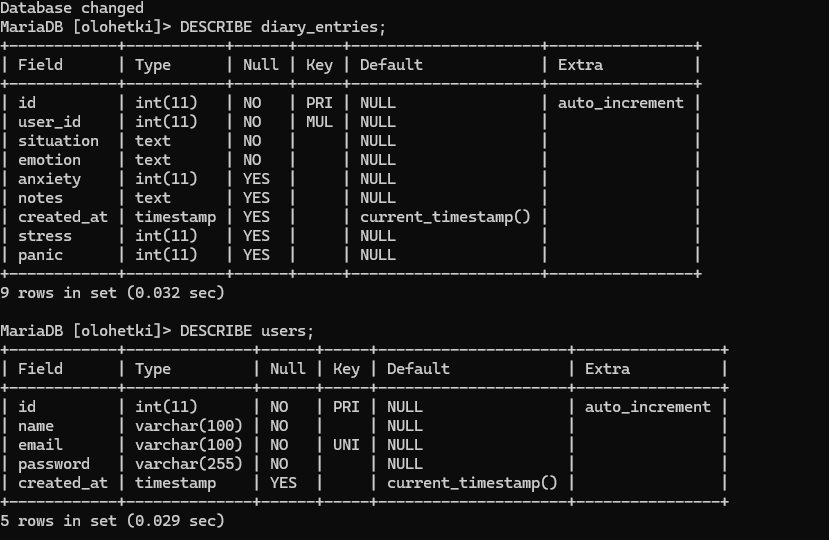 Database changed
MariaDB [olohetki]> DESCRIBE diary_entries;
+------------+-----------+------+-----+---------------------+----------------+
| Field      | Type      | Null | Key | Default             | Extra          |
+------------+-----------+------+-----+---------------------+----------------+
| id         | int(11)   | NO   | PRI | NULL                | auto_increment |
| user_id    | int(11)   | NO   | MUL | NULL                |                |
| situation  | text      | NO   |     | NULL                |                |
| emotion    | text      | NO   |     | NULL                |                |
| anxiety    | int(11)   | YES  |     | NULL                |                |
| notes      | text      | YES  |     | NULL                |                |
| created_at | timestamp | YES  |     | current_timestamp() |                |
| stress     | int(11)   | YES  |     | NULL                |                |
| panic      | int(11)   | YES  |     | NULL                |                |
+------------+-----------+------+-----+---------------------+----------------+
9 rows in set (0.032 sec)
MariaDB [olohetki]> DESCRIBE users;
+------------+--------------+------+-----+---------------------+----------------+
| Field      | Type         | Null | Key | Default             | Extra          |
+------------+--------------+------+-----+---------------------+----------------+
| id         | int(11)      | NO   | PRI | NULL                | auto_increment |
| name       | varchar(100) | NO   |     | NULL                |                |
| email      | varchar(100) | NO   | UNI | NULL                |                |
| password   | varchar(255) | NO   |     | NULL                |                |
| created_at | timestamp    | YES  |     | current_timestamp() |                |
+------------+--------------+------+-----+---------------------+----------------+
5 rows in set (0.029 sec)